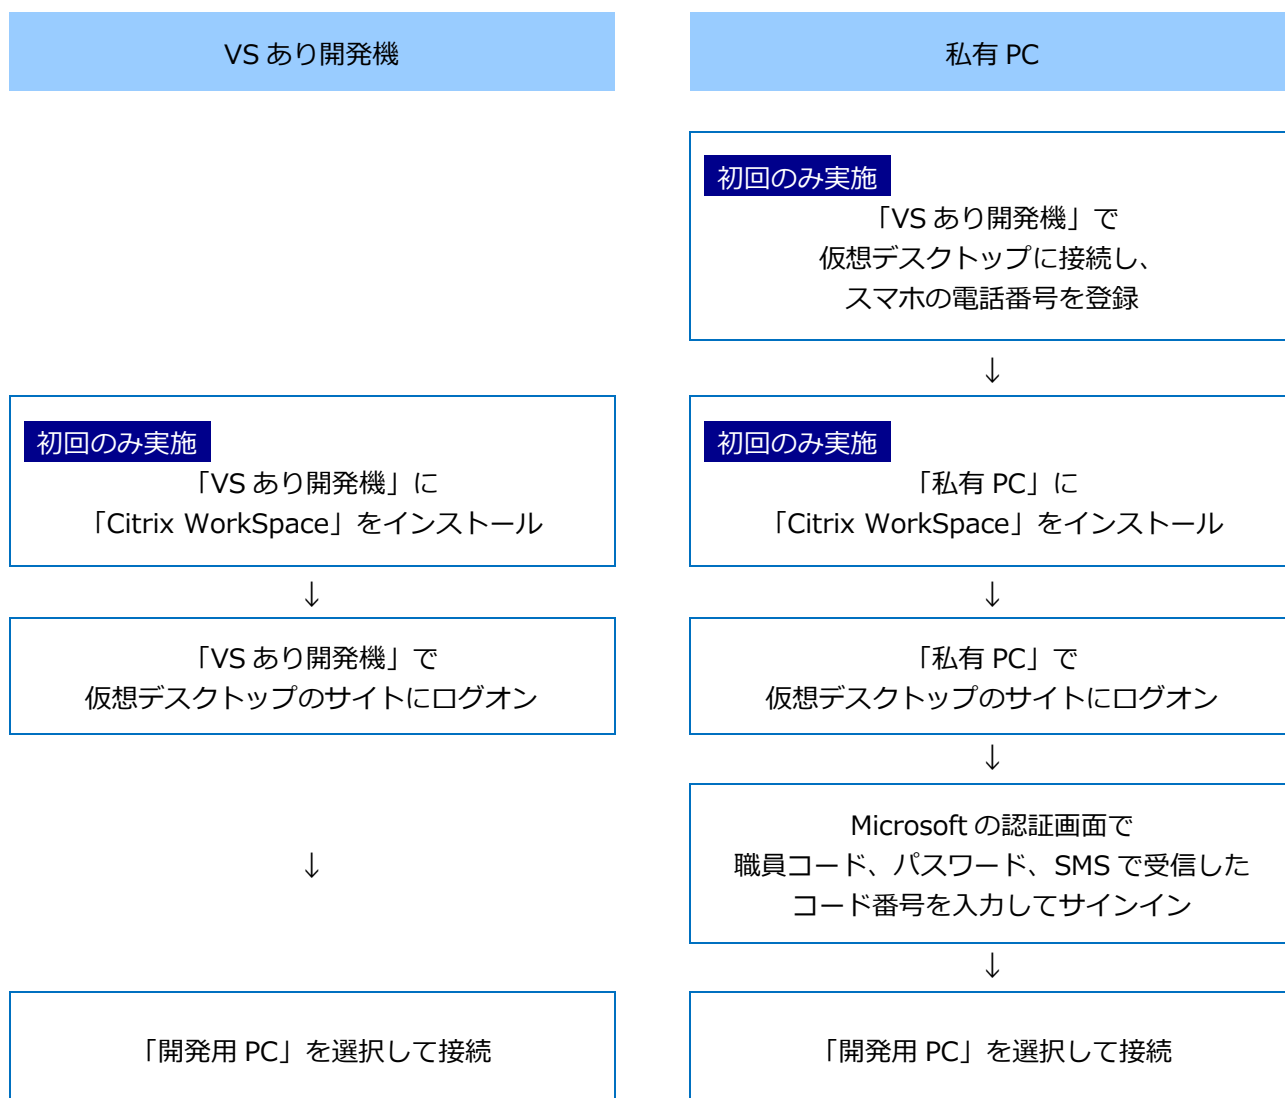 VS あり開発機
私有 PC
初回のみ実施
「VS あり開発機」で
仮想デスクトップに接続し、
スマホの電話番号を登録
↓
初回のみ実施
「VS あり開発機」に
「Citrix WorkSpace」をインストール
初回のみ実施
「私有 PC」に
「Citrix WorkSpace」をインストール
↓
↓
「VS あり開発機」で
仮想デスクトップのサイトにログオン
「私有 PC」で
仮想デスクトップのサイトにログオン
↓
↓
Microsoft の認証画面で
職員コード、パスワード、SMS で受信した
コード番号を入力してサインイン
↓
「開発用 PC」を選択して接続
「開発用 PC」を選択して接続